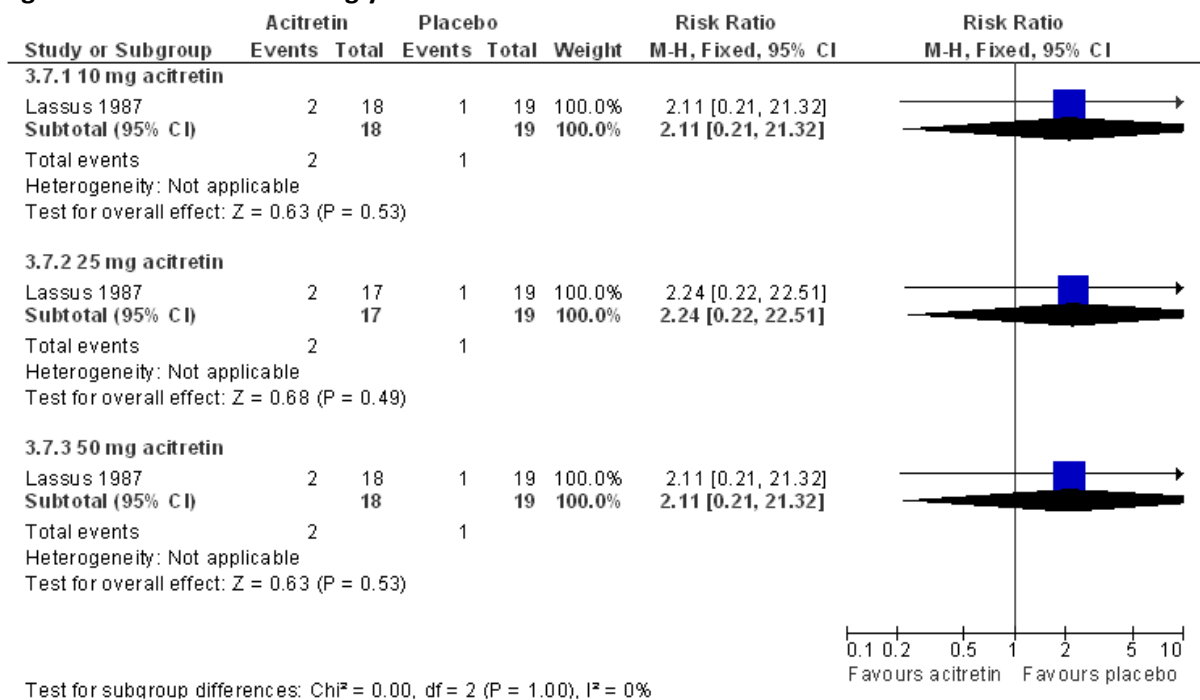 Acitretin Placebo Risk Ratio Risk Ratio
Study or Subgroup Events Total Events Total Weight M-H, Fixed, 95% CI M-H, Fixed, 95% CI
3.7.1 10 mg acitretin
Lassus 1987 2 18 1 19 100.0% 2.11 [0.21, 21.32]
Subtotal (95% CI) 18 19 100.0% 2.11 [0.21, 21.32]
Total events 2 1
Heterogeneity: Not applicable
Test for overall effect: Z = 0.63 (P = 0.53)
3.7.2 25 mg acitretin
Lassus 1987 2 17 1 19 100.0% 2.24 [0.22, 22.51]
Subtotal (95% CI) 17 19 100.0% 2.24 [0.22, 22.51]
Total events 2 1
Heterogeneity: Not applicable
Test for overall effect: Z = 0.68 (P = 0.49)
3.7.3 50 mg acitretin
Lassus 1987 2 18 1 19 100.0% 2.11 [0.21, 21.32]
Subtotal (95% CI) 18 19 100.0% 2.11 [0.21, 21.32]
Total events 2 1
Heterogeneity: Not applicable
Test for overall effect: Z = 0.63 (P = 0.53)
0.1 0.2 0.5 1 2 5 10
Favours acitretin Favours placebo
Test for subgroup differences: Chi² = 0.00, df = 2 (P = 1.00), I² = 0%